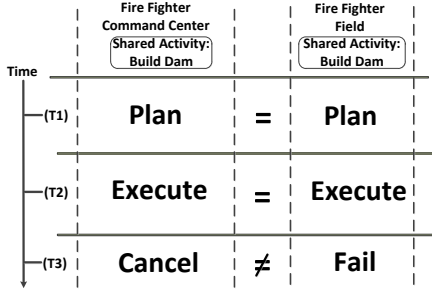 Fire Fighter
Command Center
Shared Activity:
Build Dam
Fire Fighter
Field
Shared Activity:
Build Dam
Time
(T1)
Plan
=
Plan
(T2)
Execute
=
Execute
(T3)
Cancel
≠
Fail